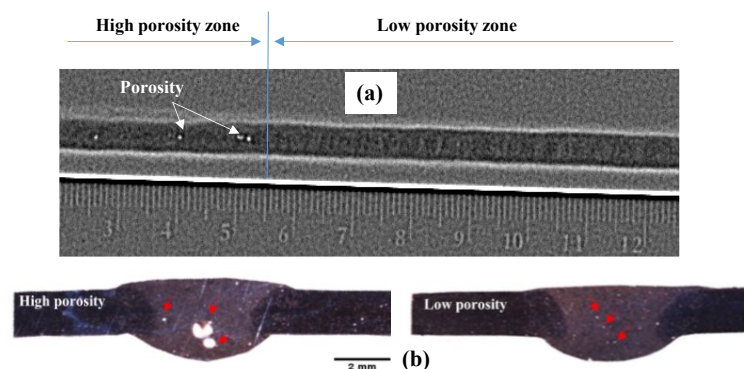 High porosity zone
Low porosity zone
Porosity
(a)
3 4 5 6 7 8 9 10 11 12
High porosity
Low porosity
2 mm
(b)